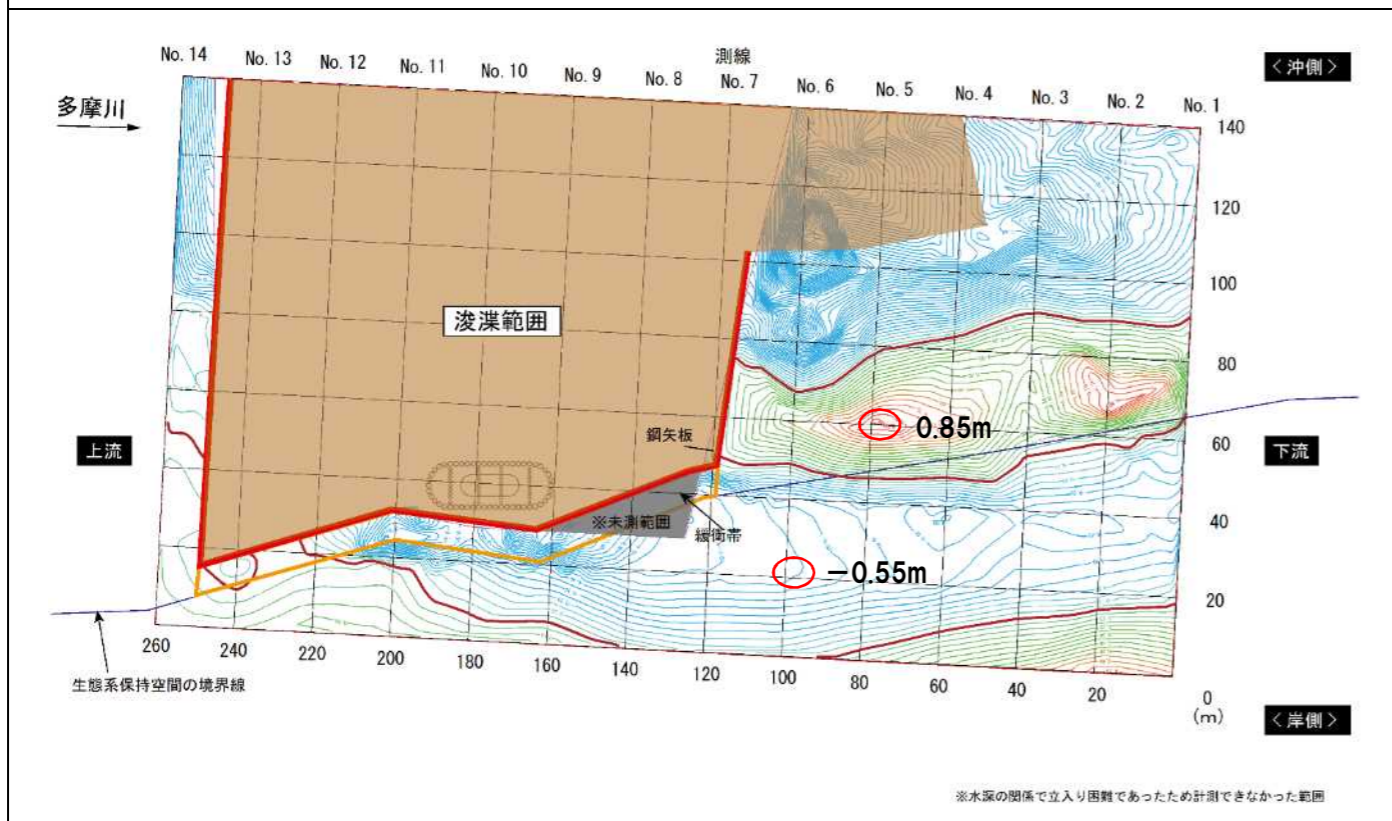 測線
No. 14 No. 13 No. 12 No. 11 No. 10 No. 9 No. 8 No. 7 No. 6 No. 5 No. 4 No. 3 No. 2 No. 1
＜沖側＞
多摩川
140
120
100
浚渫範囲
80
鋼矢板
0.85m
60
上流
下流
40
※未測範囲
緩衝帯
－0.55m
20
260 240 220 200 180 160 140 120 100 80 60 40 20 0
(m)
生態系保持空間の境界線
＜岸側＞
※水深の関係で立入り困難であったため計測できなかった範囲